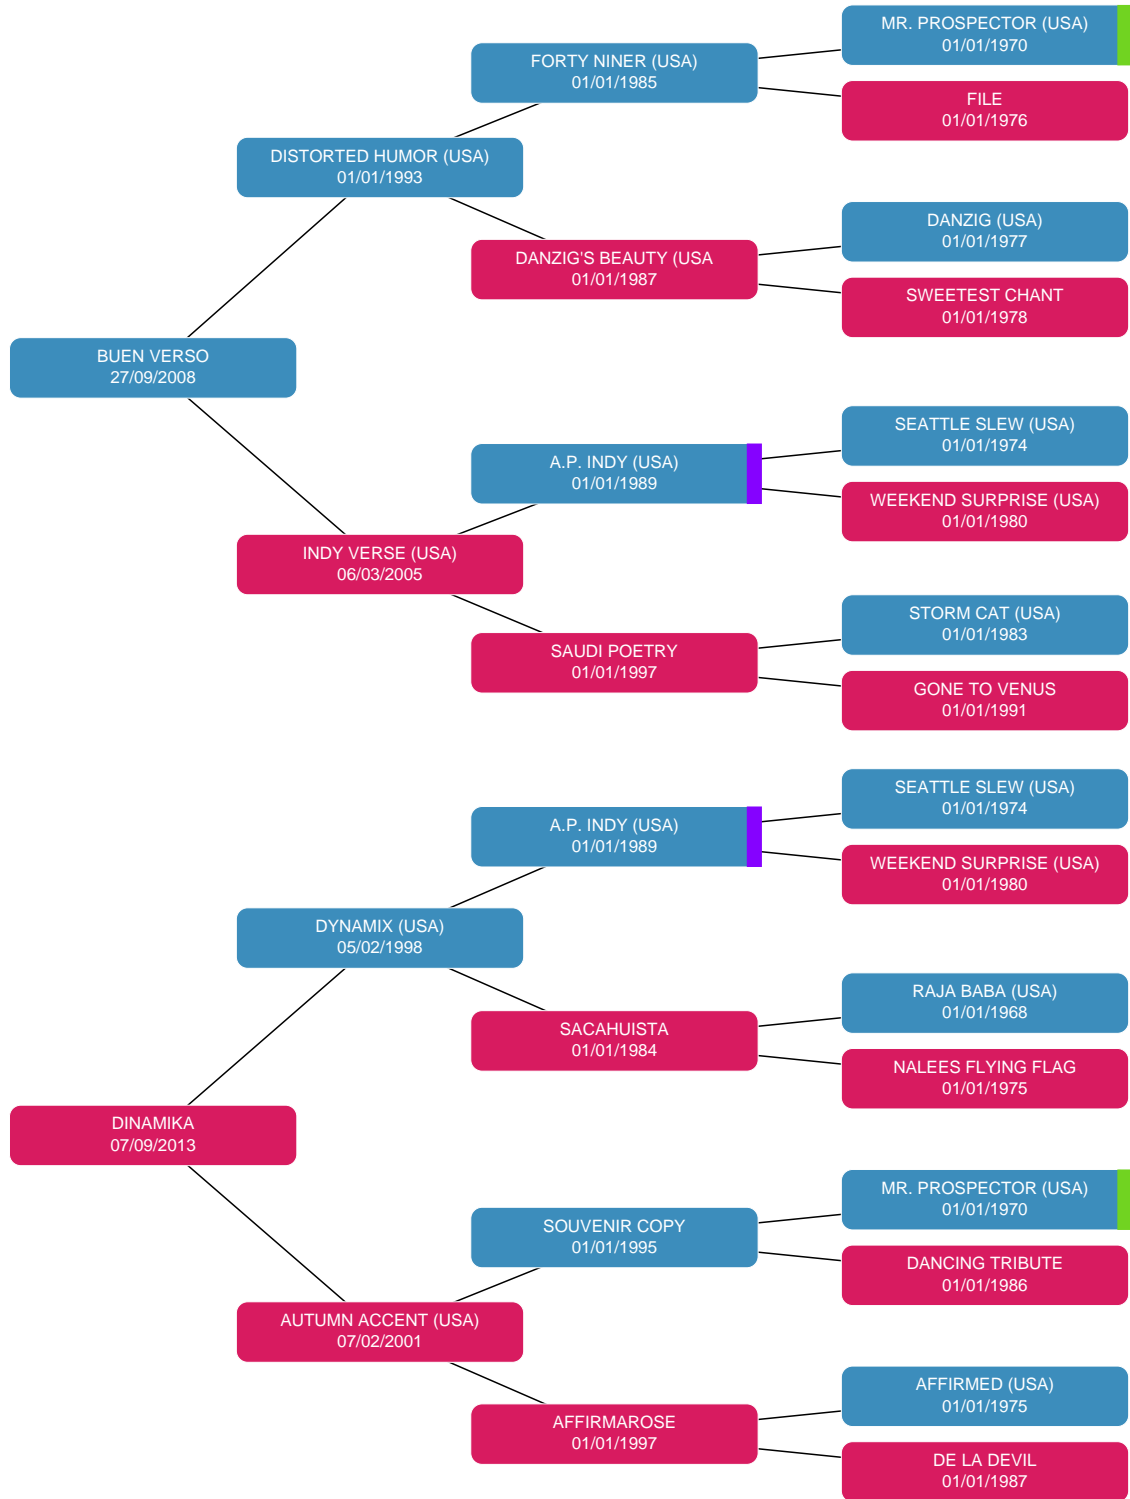 MR. PROSPECTOR (USA)
01/01/1970
FORTY NINER (USA)
01/01/1985
FILE
01/01/1976
DISTORTED HUMOR (USA)
01/01/1993
DANZIG (USA)
01/01/1977
DANZIG'S BEAUTY (USA
01/01/1987
SWEETEST CHANT
01/01/1978
BUEN VERSO
27/09/2008
SEATTLE SLEW (USA)
01/01/1974
A.P. INDY (USA)
01/01/1989
WEEKEND SURPRISE (USA)
01/01/1980
INDY VERSE (USA)
06/03/2005
STORM CAT (USA)
01/01/1983
SAUDI POETRY
01/01/1997
GONE TO VENUS
01/01/1991
SEATTLE SLEW (USA)
01/01/1974
A.P. INDY (USA)
01/01/1989
WEEKEND SURPRISE (USA)
01/01/1980
DYNAMIX (USA)
05/02/1998
RAJA BABA (USA)
01/01/1968
SACAHUISTA
01/01/1984
NALEES FLYING FLAG
01/01/1975
DINAMIKA
07/09/2013
MR. PROSPECTOR (USA)
01/01/1970
SOUVENIR COPY
01/01/1995
DANCING TRIBUTE
01/01/1986
AUTUMN ACCENT (USA)
07/02/2001
AFFIRMED (USA)
01/01/1975
AFFIRMAROSE
01/01/1997
DE LA DEVIL
01/01/1987